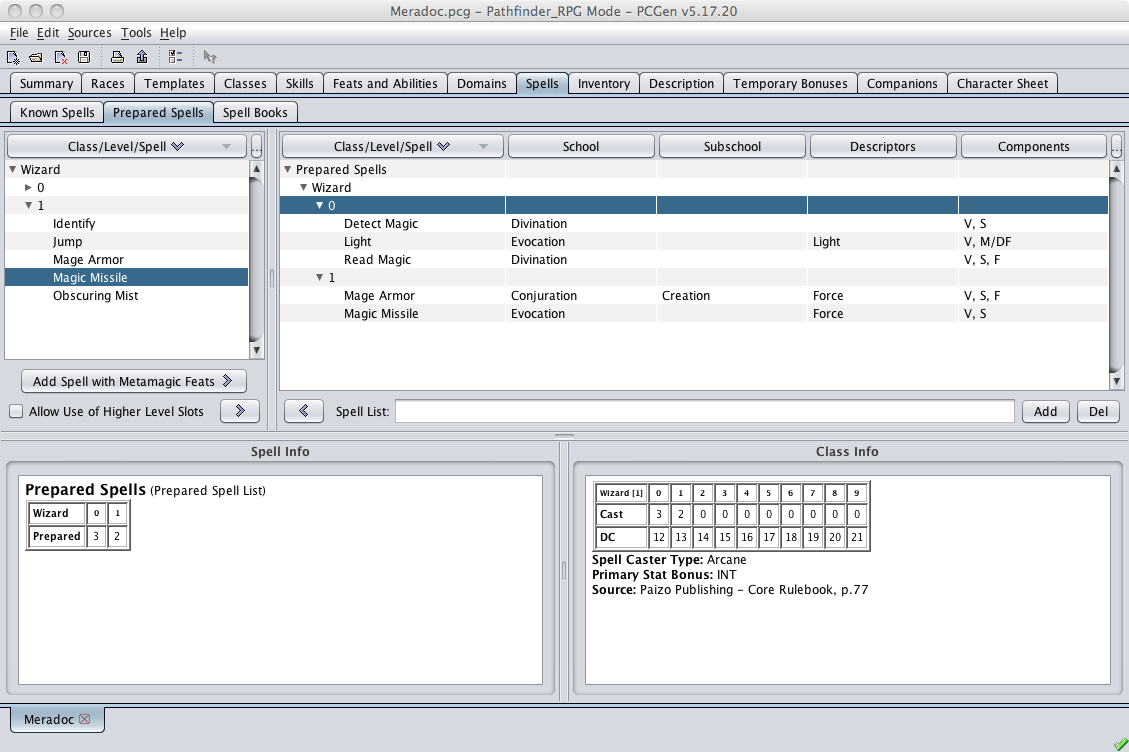 Meradoc.pcg – Pathfinder_RPG Mode – PCGen v5.17.20
File Edit Sources Tools Help
Summary Races Templates Classes Skills Feats and Abilities Domains Spells Inventory Description Temporary Bonuses Companions Character Sheet
Known Spells Prepared Spells Spell Books
Class/Level/Spell ...
Wizard
0
1
Identify
Jump
Mage Armor
Magic Missile
Obscuring Mist
Add Spell with Metamagic Feats
Allow Use of Higher Level Slots
Class/Level/Spell School Subschool Descriptors Components ...
Prepared Spells
Wizard
0
Detect Magic Divination V, S
Light Evocation Light V, M/DF
Read Magic Divination V, S, F
1
Mage Armor Conjuration Creation Force V, S, F
Magic Missile Evocation Force V, S
Spell List: Add Del
Spell Info
Prepared Spells (Prepared Spell List)
Wizard 0 1
Prepared 3 2
Class Info
Wizard [1] 0 1 2 3 4 5 6 7 8 9
Cast 3 2 0 0 0 0 0 0 0 0
DC 12 13 14 15 16 17 18 19 20 21
Spell Caster Type: Arcane
Primary Stat Bonus: INT
Source: Paizo Publishing – Core Rulebook, p.77
Meradoc